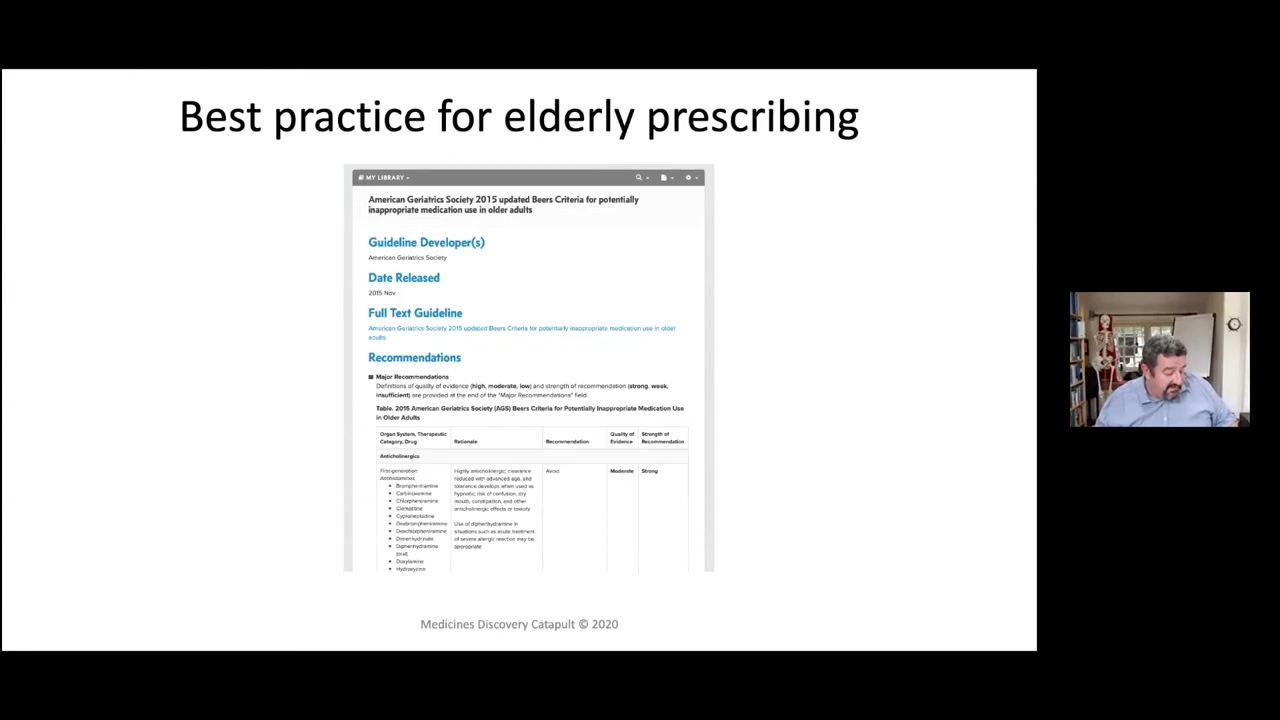 Best practice for elderly prescribing
MY LIBRARY
American Geriatrics Society 2015 updated Beers Criteria for potentially
inappropriate medication use in older adults
Guideline Developer(s)
American Geriatrics Society
Date Released
2015 Nov
Full Text Guideline
American Geriatrics Society 2015 updated Beers Criteria for potentially inappropriate medication use in older
adults.
Recommendations
Major Recommendations
Definitions of quality of evidence (high, moderate, low) and strength of recommendation (strong, weak,
insufficient) are provided at the end of the "Major Recommendations" field.
Table. 2015 American Geriatrics Society (AGS) Beers Criteria for Potentially Inappropriate Medication Use
in Older Adults
Organ System, Therapeutic
Category, Drug
Rationale
Recommendation
Quality of
Evidence
Strength of
Recommendation
Anticholinergics
First-generation
Antihistamines
Brompheniramine
Carbinoxamine
Chlorpheniramine
Clemastine
Cyproheptadine
Dexbrompheniramine
Dexchlorpheniramine
Dimenhydrinate
Diphenhydramine
(oral)
Doxylamine
Hydroxyzine
Highly anticholinergic; clearance
reduced with advanced age, and
tolerance develops when used as
hypnotic; risk of confusion, dry
mouth, constipation, and other
anticholinergic effects or toxicity
Use of diphenhydramine in
situations such as acute treatment
of severe allergic reaction may be
appropriate
Avoid
Moderate
Strong
Medicines Discovery Catapult © 2020